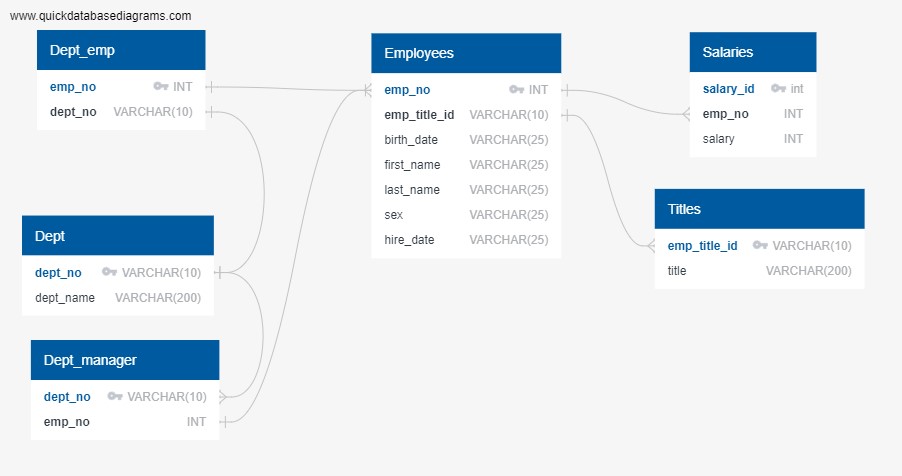 www.quickdatabasediagrams.com
Dept_emp
emp_no INT
dept_no VARCHAR(10)
Employees
emp_no INT
emp_title_id VARCHAR(10)
birth_date VARCHAR(25)
first_name VARCHAR(25)
last_name VARCHAR(25)
sex VARCHAR(25)
hire_date VARCHAR(25)
Salaries
salary_id int
emp_no INT
salary INT
Titles
emp_title_id VARCHAR(10)
title VARCHAR(200)
Dept
dept_no VARCHAR(10)
dept_name VARCHAR(200)
Dept_manager
dept_no VARCHAR(10)
emp_no INT